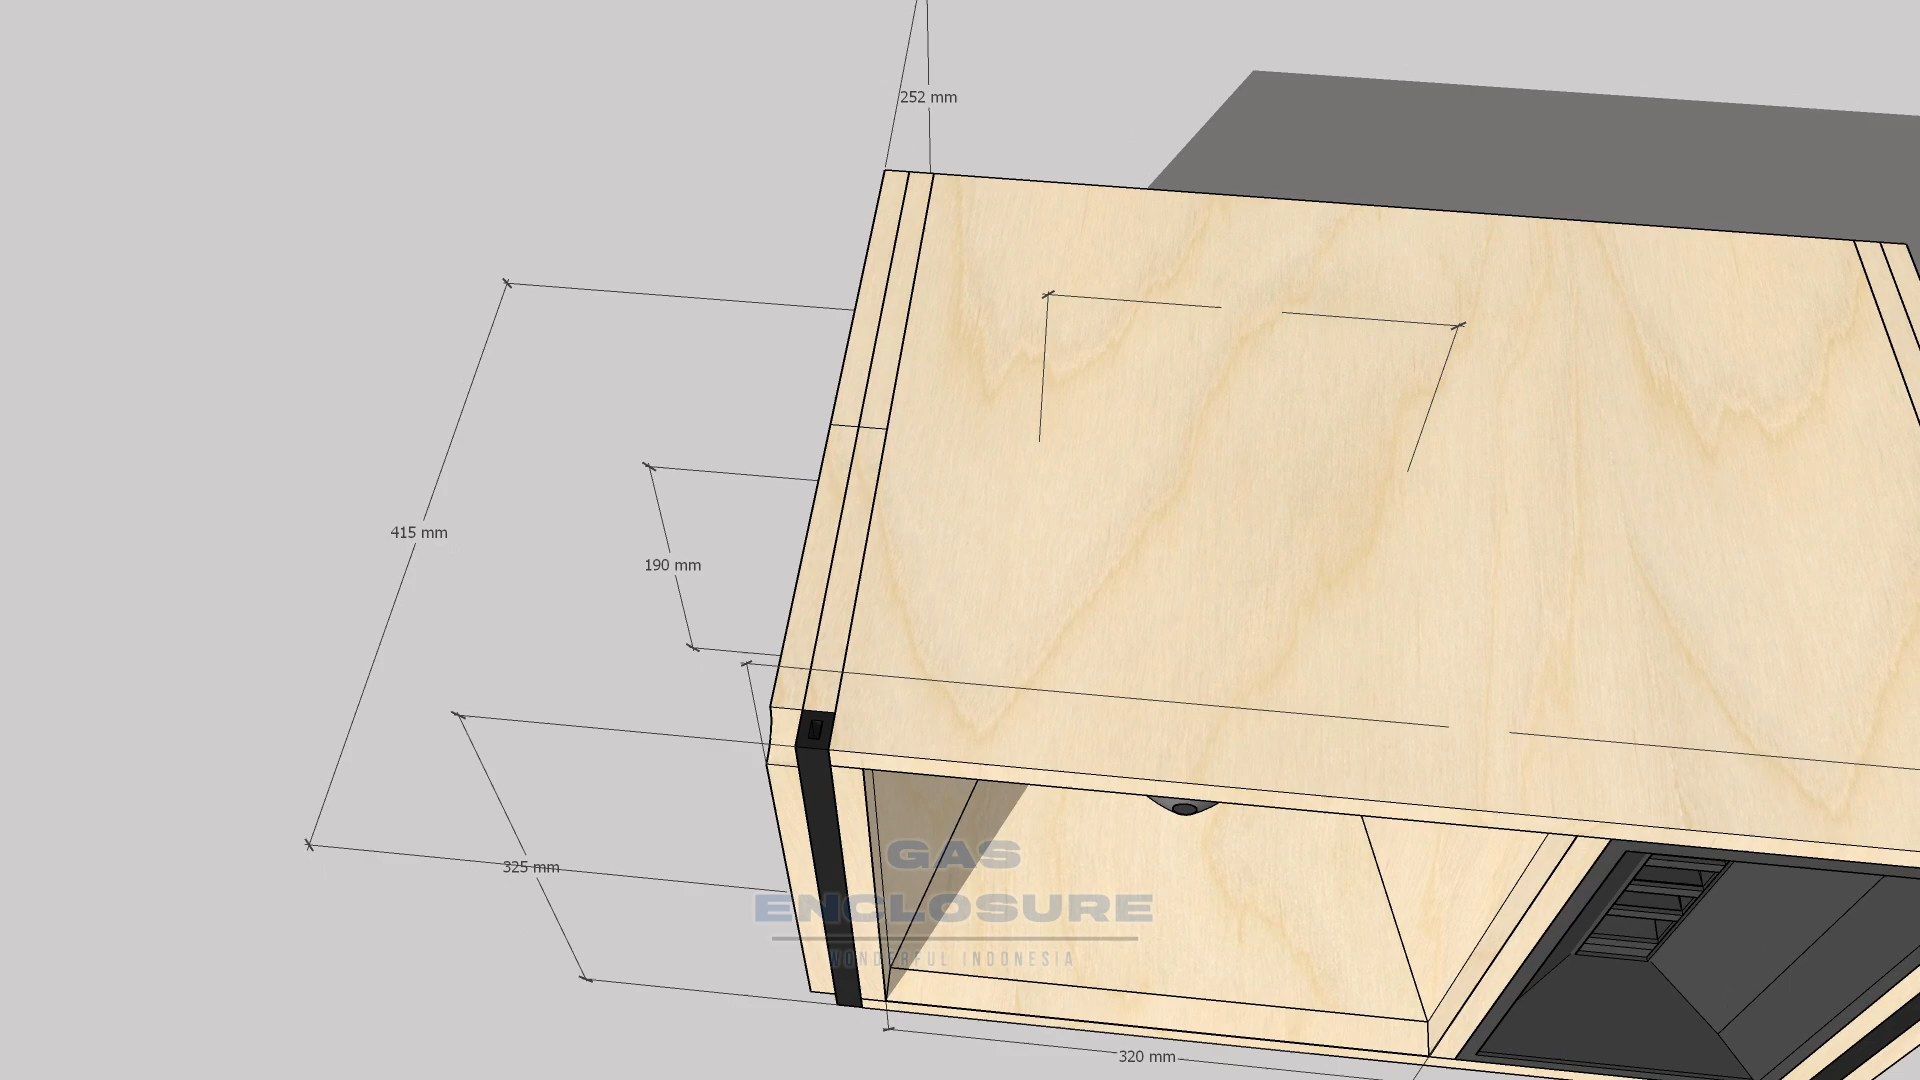 252 mm
415 mm
190 mm
325 mm
GAS
ENCLOSURE
WONDERFUL INDONESIA
320 mm